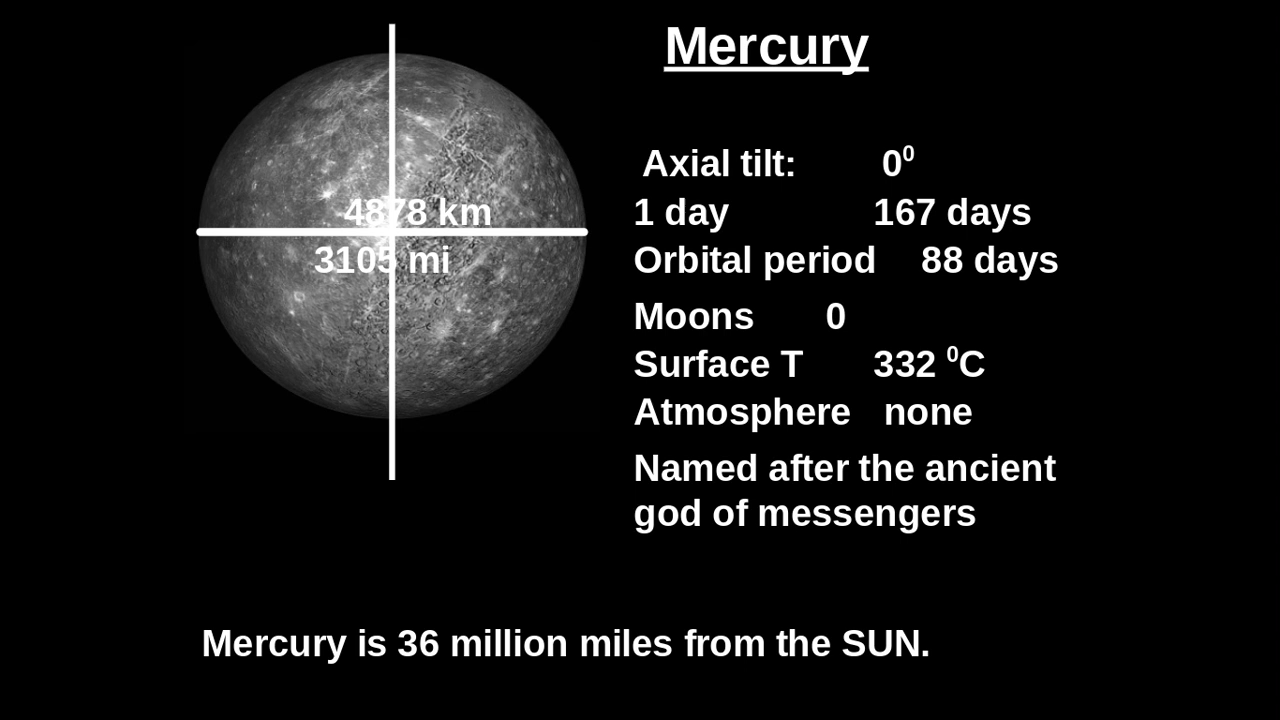 Mercury
4878 km
3105 mi
Axial tilt: 0⁰
1 day 167 days
Orbital period 88 days
Moons 0
Surface T 332 ⁰C
Atmosphere none
Named after the ancient
god of messengers
Mercury is 36 million miles from the SUN.